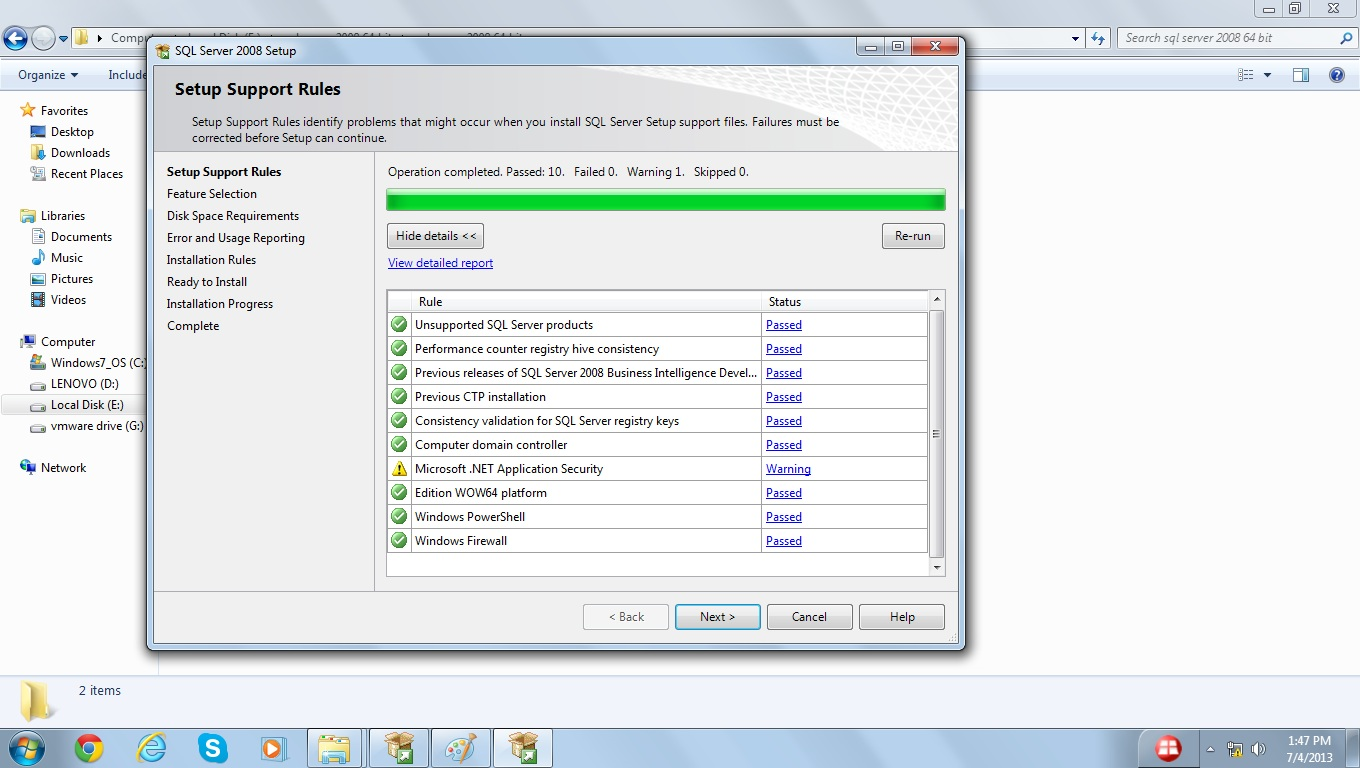 SQL Server 2008 Setup
Search sql server 2008 64 bit
Organize
Include
Favorites
Desktop
Downloads
Recent Places
Libraries
Documents
Music
Pictures
Videos
Computer
Windows7_OS (C:)
LENOVO (D:)
Local Disk (E:)
vmware drive (G:)
Network
Setup Support Rules
Setup Support Rules identify problems that might occur when you install SQL Server Setup support files. Failures must be
corrected before Setup can continue.
Setup Support Rules
Feature Selection
Disk Space Requirements
Error and Usage Reporting
Installation Rules
Ready to Install
Installation Progress
Complete
Operation completed. Passed: 10. Failed 0. Warning 1. Skipped 0.
Hide details << Re-run
View detailed report
Rule Status
Unsupported SQL Server products Passed
Performance counter registry hive consistency Passed
Previous releases of SQL Server 2008 Business Intelligence Devel... Passed
Previous CTP installation Passed
Consistency validation for SQL Server registry keys Passed
Computer domain controller Passed
Microsoft .NET Application Security Warning
Edition WOW64 platform Passed
Windows PowerShell Passed
Windows Firewall Passed
< Back Next > Cancel Help
2 items
1:47 PM
7/4/2013